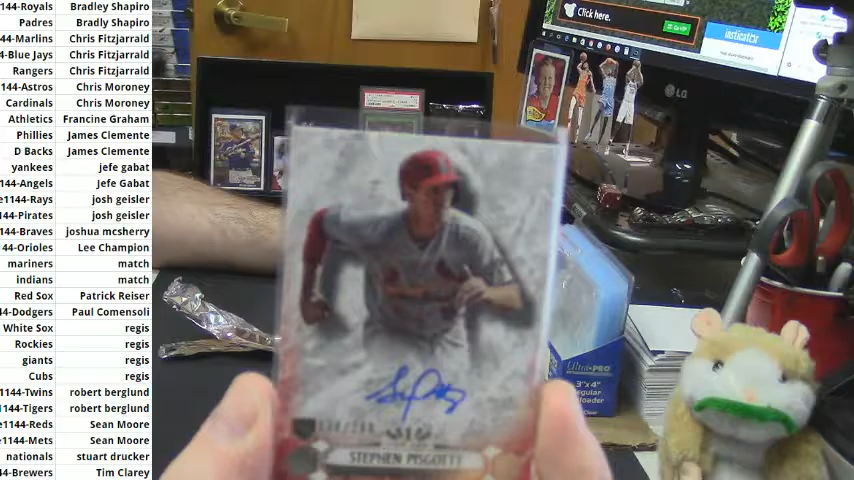 144-Royals Bradley Shapiro
Padres Bradly Shapiro
44-Marlins Chris Fitzjarrald
4-Blue Jays Chris Fitzjarrald
Rangers Chris Fitzjarrald
144-Astros Chris Moroney
Cardinals Chris Moroney
Athletics Francine Graham
Phillies James Clemente
D Backs James Clemente
yankees jefe gabat
144-Angels Jefe Gabat
e1144-Rays josh geisler
144-Pirates josh geisler
144-Braves joshua mcsherry
44-Orioles Lee Champion
mariners match
indians match
Red Sox Patrick Reiser
44-Dodgers Paul Comensoli
White Sox regis
Rockies regis
giants regis
Cubs regis
1144-Twins robert berglund
1144-Tigers robert berglund
e1144-Reds Sean Moore
1144-Mets Sean Moore
nationals stuart drucker
44-Brewers Tim Clarey
Click here.
insticator
LG
Ultra·PRO
3"x4"
Regular
loader
STEPHEN PISCOTTY